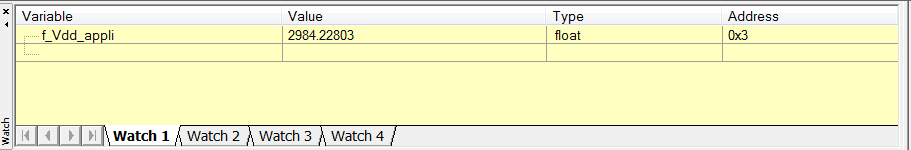 Variable Value Type Address
f_Vdd_appli 2984.22803 float 0x3
Watch 1 Watch 2 Watch 3 Watch 4
Watch